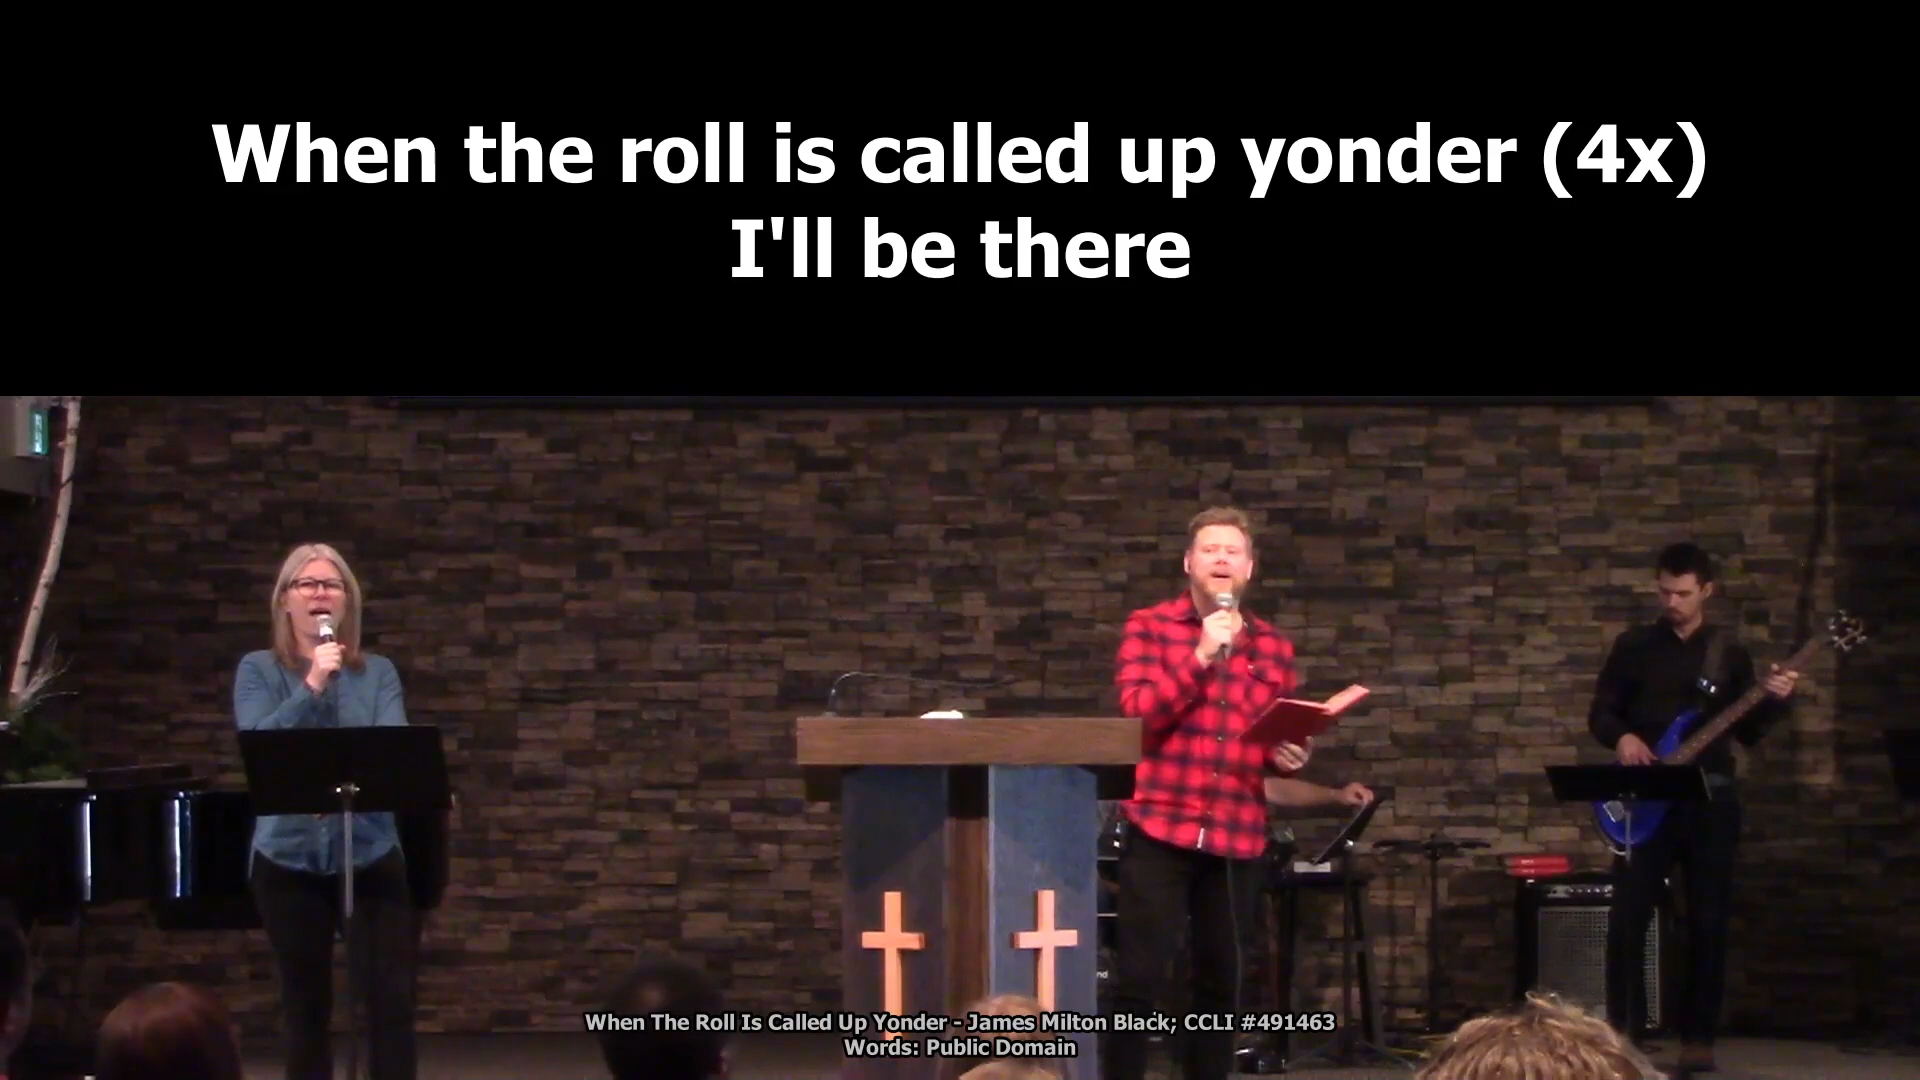 When the roll is called up yonder (4x)
I'll be there
When The Roll Is Called Up Yonder - James Milton Black; CCLI #491463
Words: Public Domain